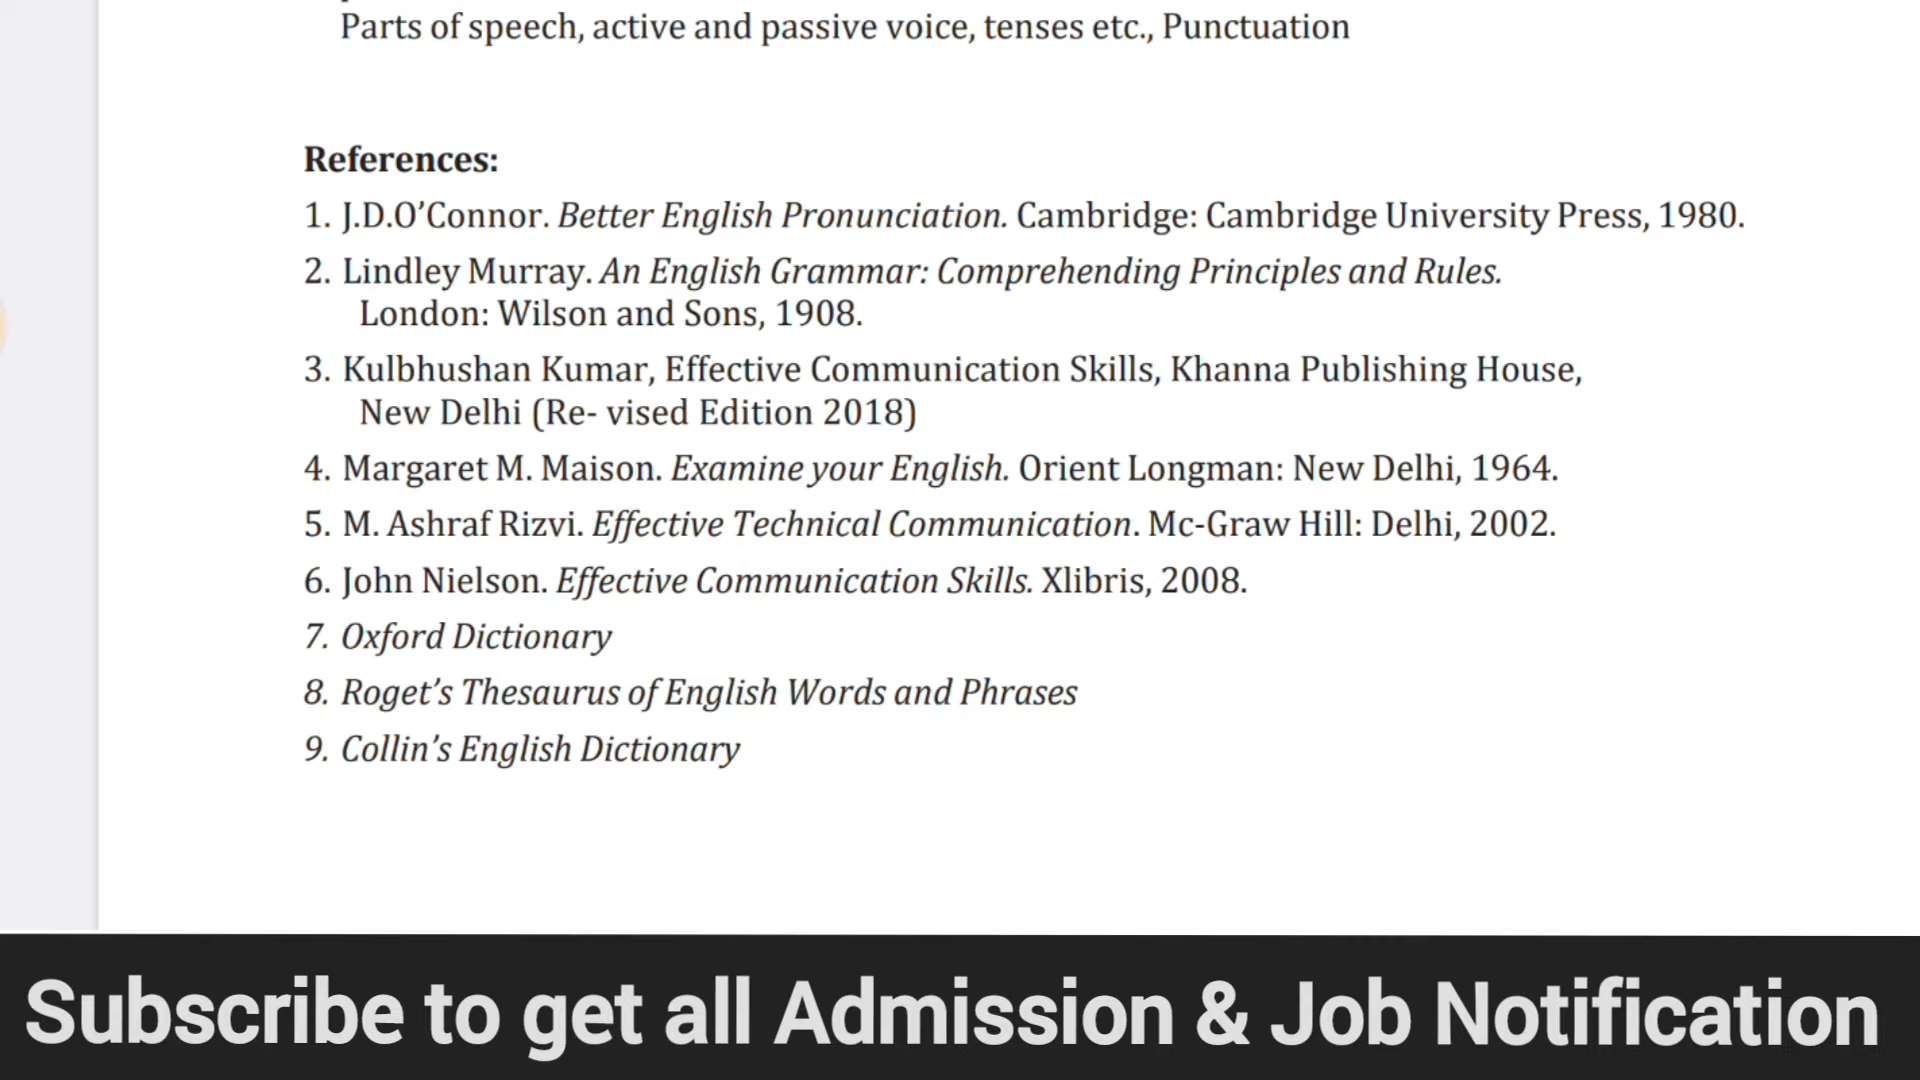 Parts of speech, active and passive voice, tenses etc., Punctuation
References:
1. J.D.O’Connor. Better English Pronunciation. Cambridge: Cambridge University Press, 1980.
2. Lindley Murray. An English Grammar: Comprehending Principles and Rules.
London: Wilson and Sons, 1908.
3. Kulbhushan Kumar, Effective Communication Skills, Khanna Publishing House,
New Delhi (Re- vised Edition 2018)
4. Margaret M. Maison. Examine your English. Orient Longman: New Delhi, 1964.
5. M. Ashraf Rizvi. Effective Technical Communication. Mc-Graw Hill: Delhi, 2002.
6. John Nielson. Effective Communication Skills. Xlibris, 2008.
7. Oxford Dictionary
8. Roget’s Thesaurus of English Words and Phrases
9. Collin’s English Dictionary
Subscribe to get all Admission & Job Notification